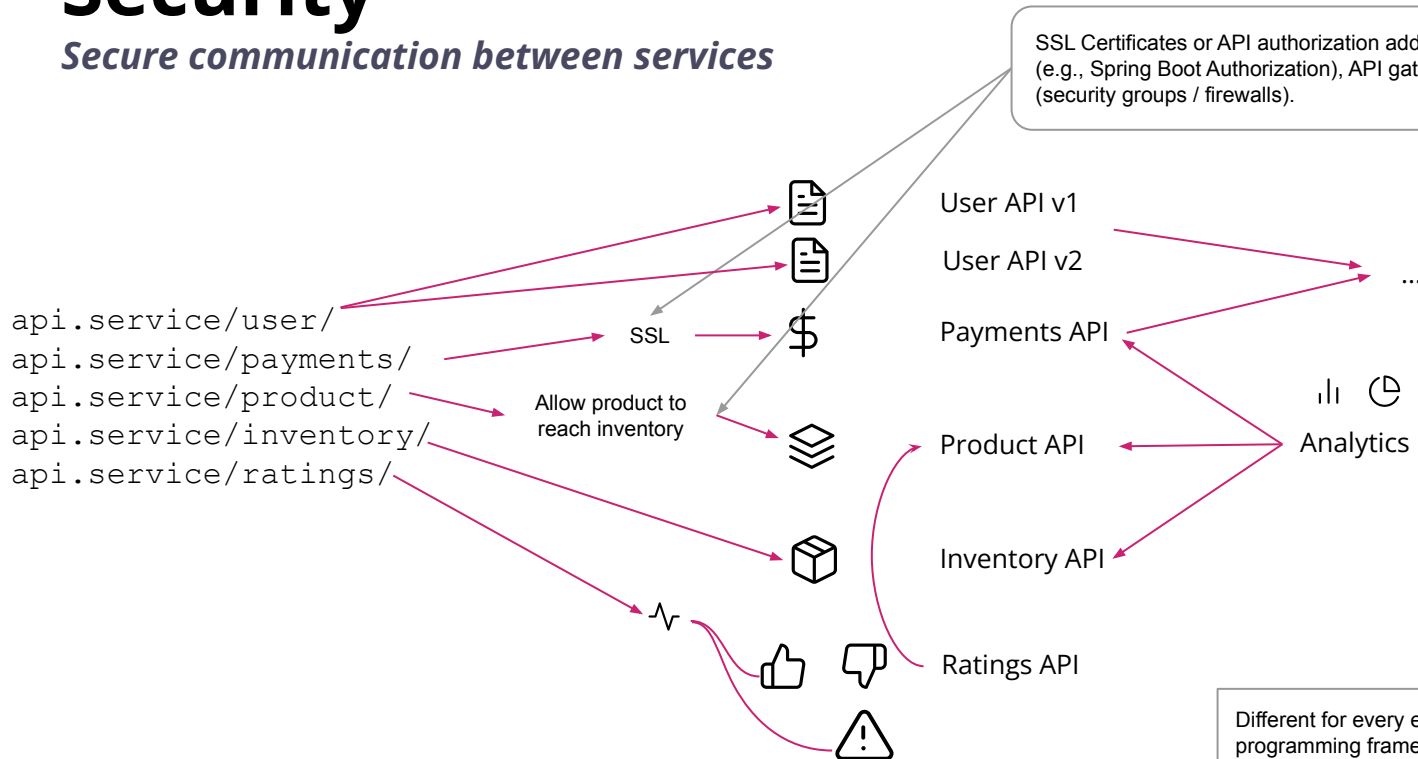 Security
Secure communication between services
SSL Certificates or API authorization add
(e.g., Spring Boot Authorization), API gat
(security groups / firewalls).
User API v1
User API v2
...
api.service/user/
api.service/payments/
api.service/product/
api.service/inventory/
api.service/ratings/
SSL
Payments API
Allow product to
reach inventory
Product API
Analytics
Inventory API
Ratings API
Different for every e
programming frame